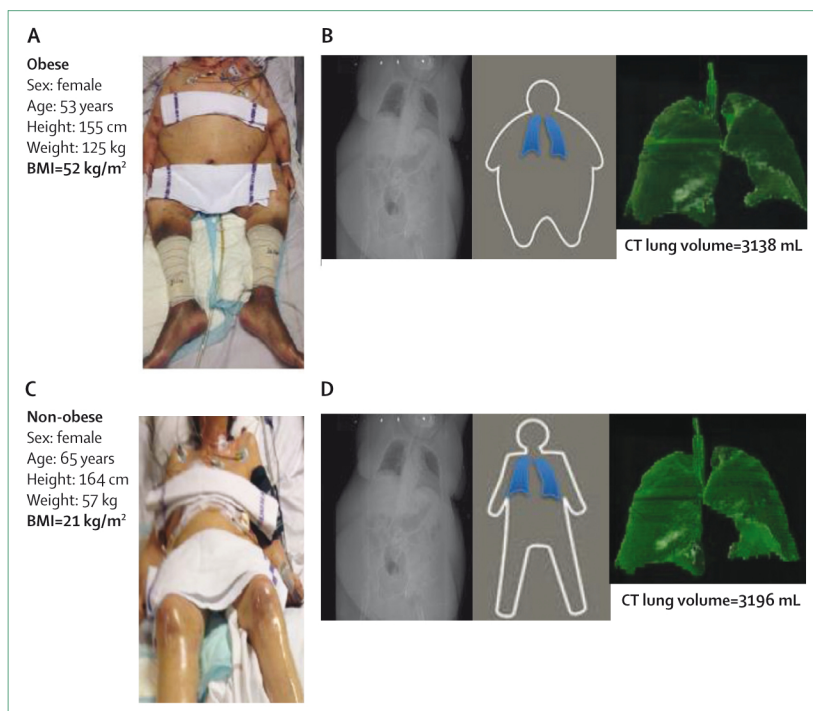 A
Obese
Sex: female
Age: 53 years
Height: 155 cm
Weight: 125 kg
BMI=52 kg/m²
B
CT lung volume=3138 mL
C
Non-obese
Sex: female
Age: 65 years
Height: 164 cm
Weight: 57 kg
BMI=21 kg/m²
D
CT lung volume=3196 mL